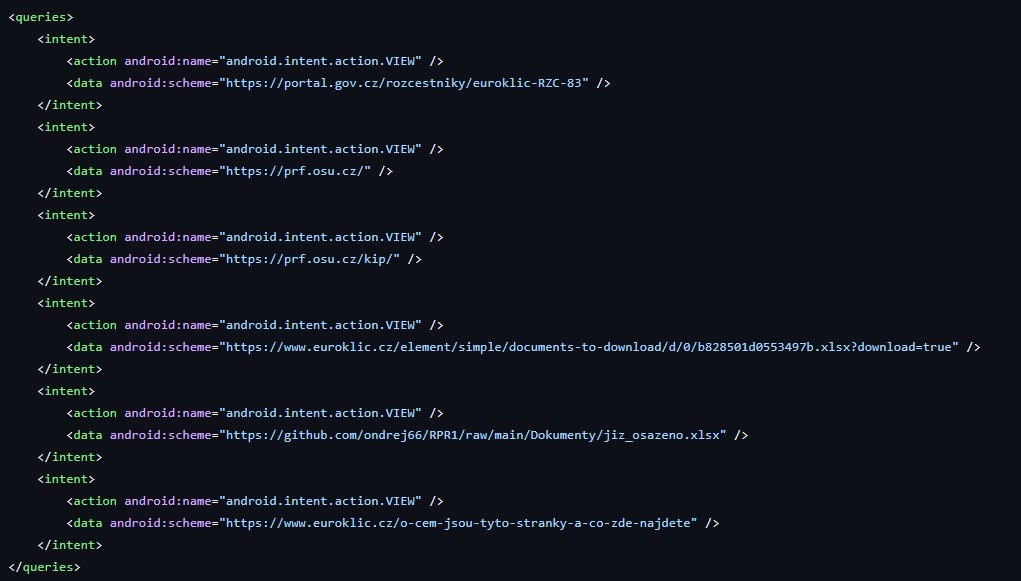 <queries>
    <intent>
        <action android:name="android.intent.action.VIEW" />
        <data android:scheme="https://portal.gov.cz/rozcestniky/euroklic-RZC-83" />
    </intent>
    <intent>
        <action android:name="android.intent.action.VIEW" />
        <data android:scheme="https://prf.osu.cz/" />
    </intent>
    <intent>
        <action android:name="android.intent.action.VIEW" />
        <data android:scheme="https://prf.osu.cz/kip/" />
    </intent>
    <intent>
        <action android:name="android.intent.action.VIEW" />
        <data android:scheme="https://www.euroklic.cz/element/simple/documents-to-download/d/0/b828501d0553497b.xlsx?download=true" />
    </intent>
    <intent>
        <action android:name="android.intent.action.VIEW" />
        <data android:scheme="https://github.com/ondrej66/RPR1/raw/main/Dokumenty/jiz_osazeno.xlsx" />
    </intent>
    <intent>
        <action android:name="android.intent.action.VIEW" />
        <data android:scheme="https://www.euroklic.cz/o-cem-jsou-tyto-stranky-a-co-zde-najdete" />
    </intent>
</queries>